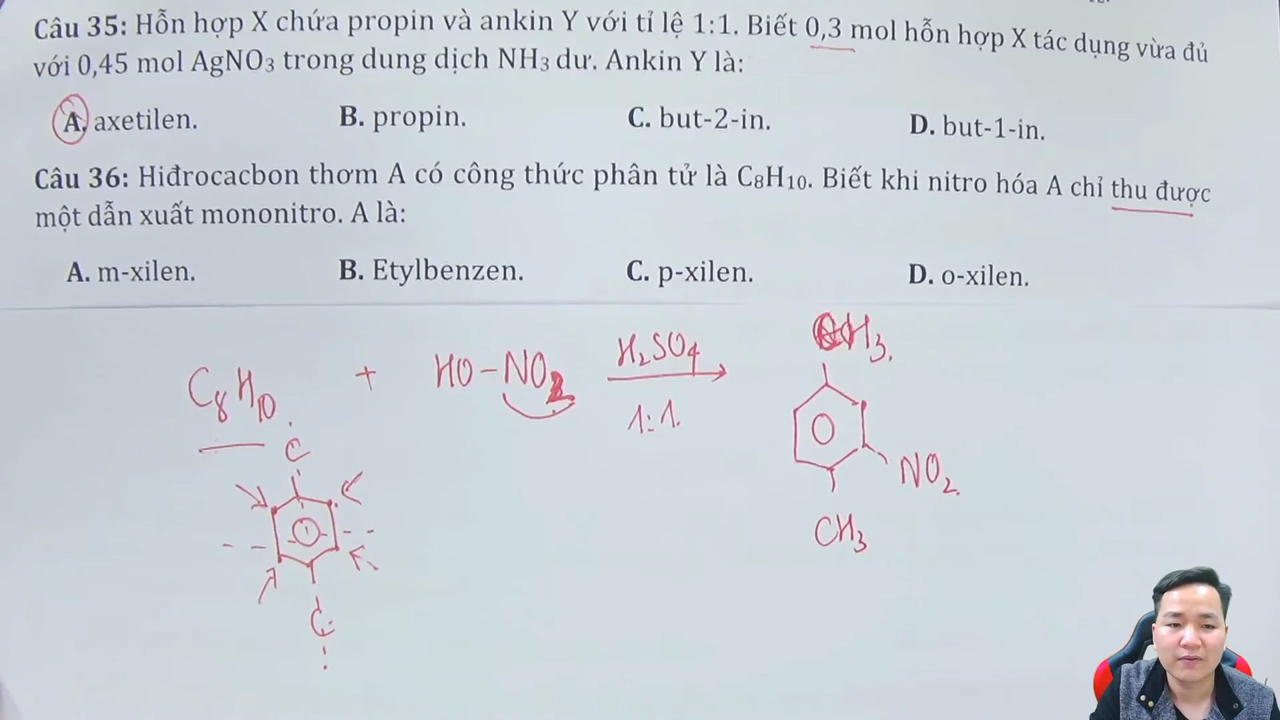 Câu 35: Hỗn hợp X chứa propin và ankin Y với tỉ lệ 1:1. Biết 0,3 mol hỗn hợp X tác dụng vừa đủ
với 0,45 mol AgNO₃ trong dung dịch NH₃ dư. Ankin Y là:
A. axetilen. B. propin. C. but-2-in. D. but-1-in.
Câu 36: Hiđrocacbon thơm A có công thức phân tử là C₈H₁₀. Biết khi nitro hóa A chỉ thu được
một dẫn xuất mononitro. A là:
A. m-xilen. B. Etylbenzen. C. p-xilen. D. o-xilen.
C₈H₁₀ + HO-NO₂ H₂SO₄ 1:1. CH₃
C
NO₂
CH₃
C